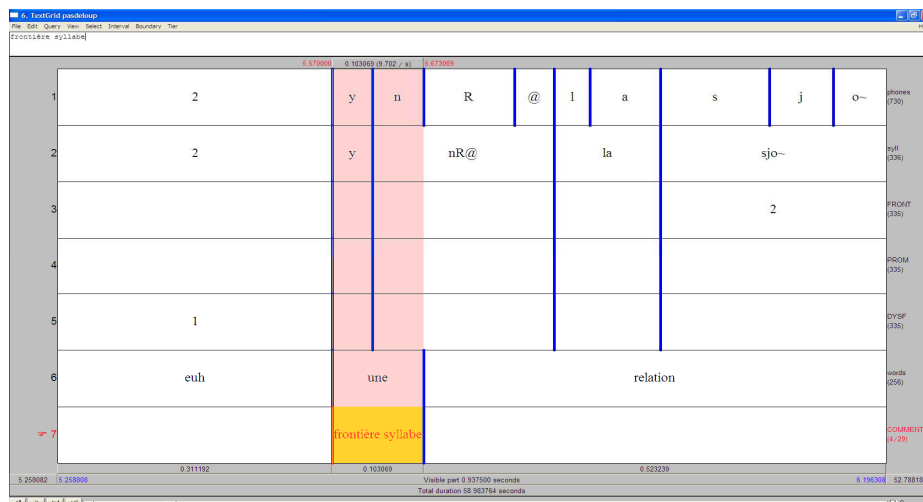 6. TextGrid pasdeloup
File Edit Query View Select Interval Boundary Tier
frontière syllabe
5.570000 0.103069 (9.702 / s) 5.673069
1 2 y n R @ l a s j o~ phones (730)
2 2 y nR@ la sjo~ syll (336)
3 2 FRONT (335)
4 PROM (335)
5 1 DYSF (335)
6 euh une relation words (256)
7 frontière syllabe COMMENT (4/29)
0.311192 0.103069 0.523239
5.258082 5.258808 Visible part 0.937500 seconds 6.196308 52.78818
Total duration 58.983764 seconds